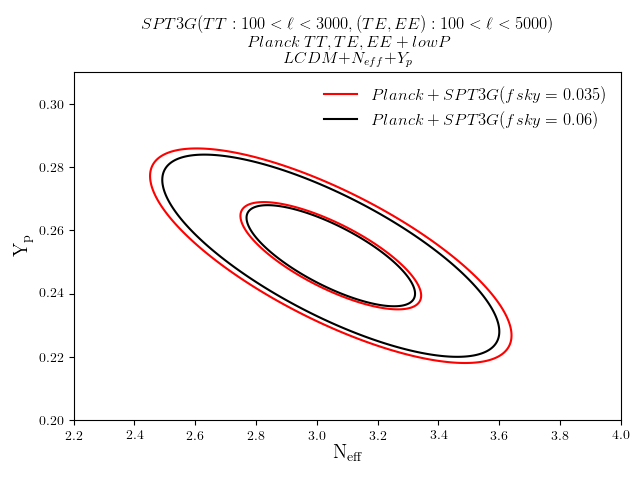 SPT3G(TT : 100 < ℓ < 3000, (TE, EE) : 100 < ℓ < 5000)
Planck TT, TE, EE + lowP
LCDM+N_eff+Y_p
Planck + SPT3G(fsky = 0.035)
Planck + SPT3G(fsky = 0.06)
0.30
0.28
0.26
0.24
0.22
0.20
Y_p
2.2 2.4 2.6 2.8 3.0 3.2 3.4 3.6 3.8 4.0
N_eff